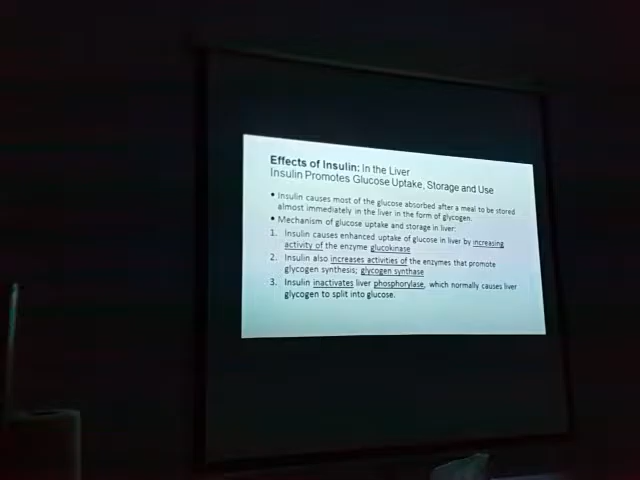 Effects of Insulin: In the Liver
Insulin Promotes Glucose Uptake, Storage and Use
• Insulin causes most of the glucose absorbed after a meal to be stored
almost immediately in the liver in the form of glycogen.
• Mechanism of glucose uptake and storage in liver:
1. Insulin causes enhanced uptake of glucose in liver by increasing
activity of the enzyme glucokinase
2. Insulin also increases activities of the enzymes that promote
glycogen synthesis; glycogen synthase
3. Insulin inactivates liver phosphorylase, which normally causes liver
glycogen to split into glucose.